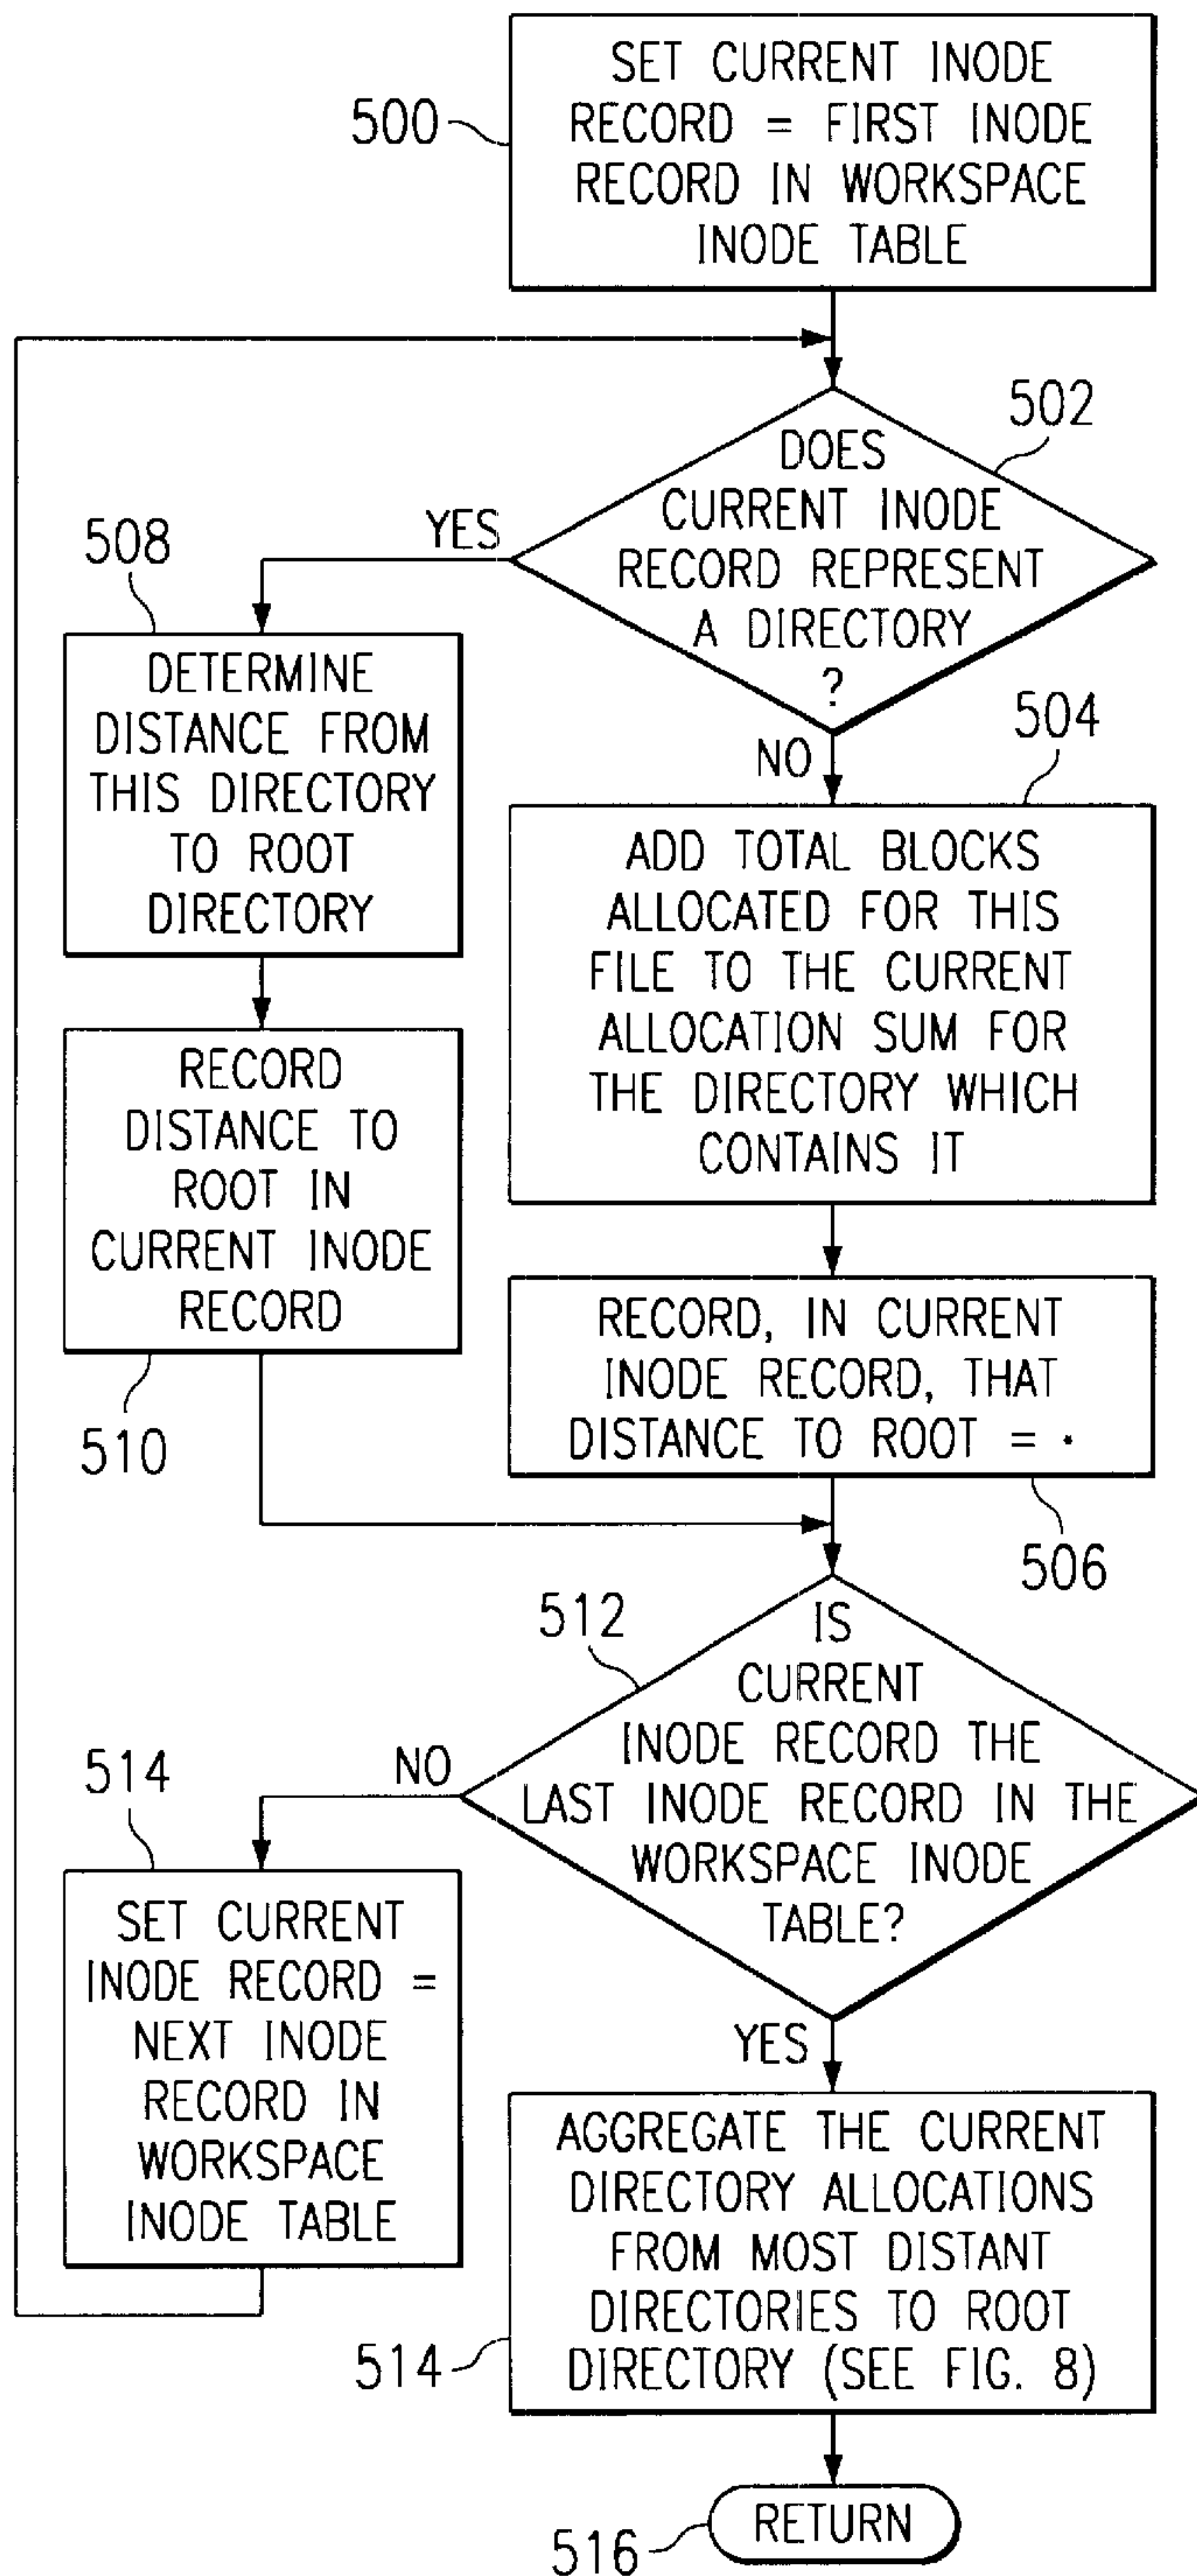 500
SET CURRENT INODE
RECORD = FIRST INODE
RECORD IN WORKSPACE
INODE TABLE
502
DOES
CURRENT INODE
RECORD REPRESENT
A DIRECTORY
?
YES
NO
508
DETERMINE
DISTANCE FROM
THIS DIRECTORY
TO ROOT
DIRECTORY
504
ADD TOTAL BLOCKS
ALLOCATED FOR THIS
FILE TO THE CURRENT
ALLOCATION SUM FOR
THE DIRECTORY WHICH
CONTAINS IT
RECORD
DISTANCE TO
ROOT IN
CURRENT INODE
RECORD
510
RECORD, IN CURRENT
INODE RECORD, THAT
DISTANCE TO ROOT = •
506
512
IS
CURRENT
INODE RECORD THE
LAST INODE RECORD IN THE
WORKSPACE INODE
TABLE?
NO
YES
514
SET CURRENT
INODE RECORD =
NEXT INODE
RECORD IN
WORKSPACE
INODE TABLE
AGGREGATE THE CURRENT
DIRECTORY ALLOCATIONS
FROM MOST DISTANT
DIRECTORIES TO ROOT
DIRECTORY (SEE FIG. 8)
514
RETURN
516